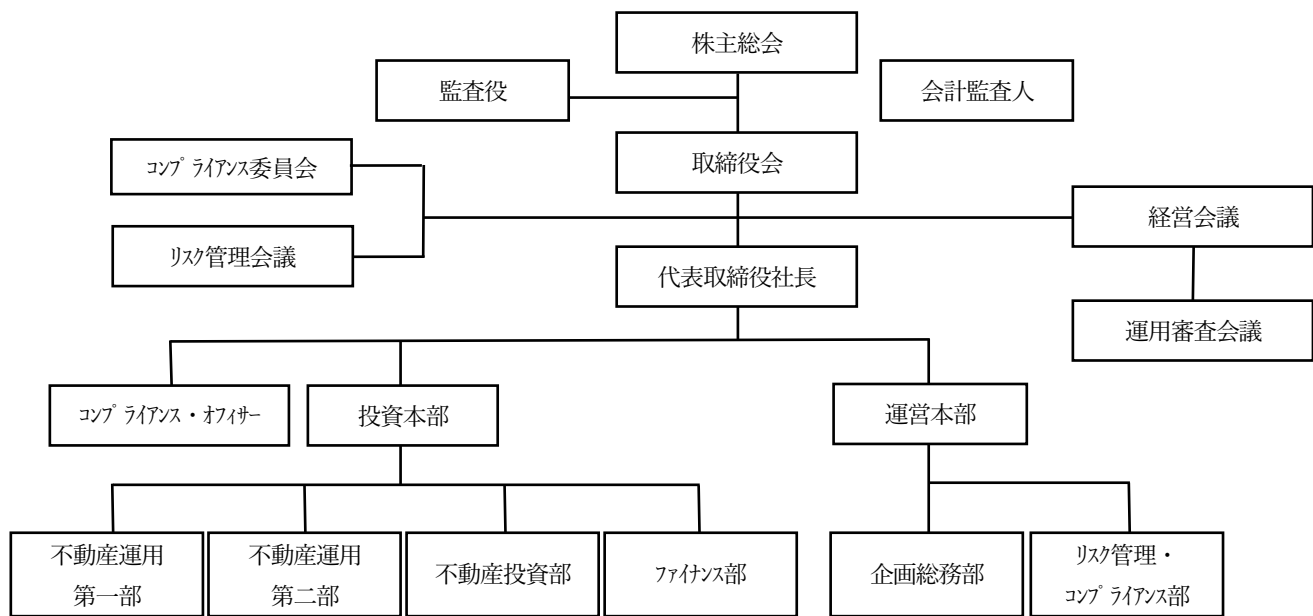 株主総会
監査役
会計監査人
取締役会
ｺﾝﾌﾟﾗｲｱﾝｽ委員会
経営会議
ﾘｽｸ管理会議
代表取締役社長
運用審査会議
ｺﾝﾌﾟﾗｲｱﾝｽ・ｵﾌｨｻｰ
投資本部
運営本部
不動産運用
第一部
不動産運用
第二部
不動産投資部
ﾌｧｲﾅﾝｽ部
企画総務部
ﾘｽｸ管理・
ｺﾝﾌﾟﾗｲｱﾝｽ部